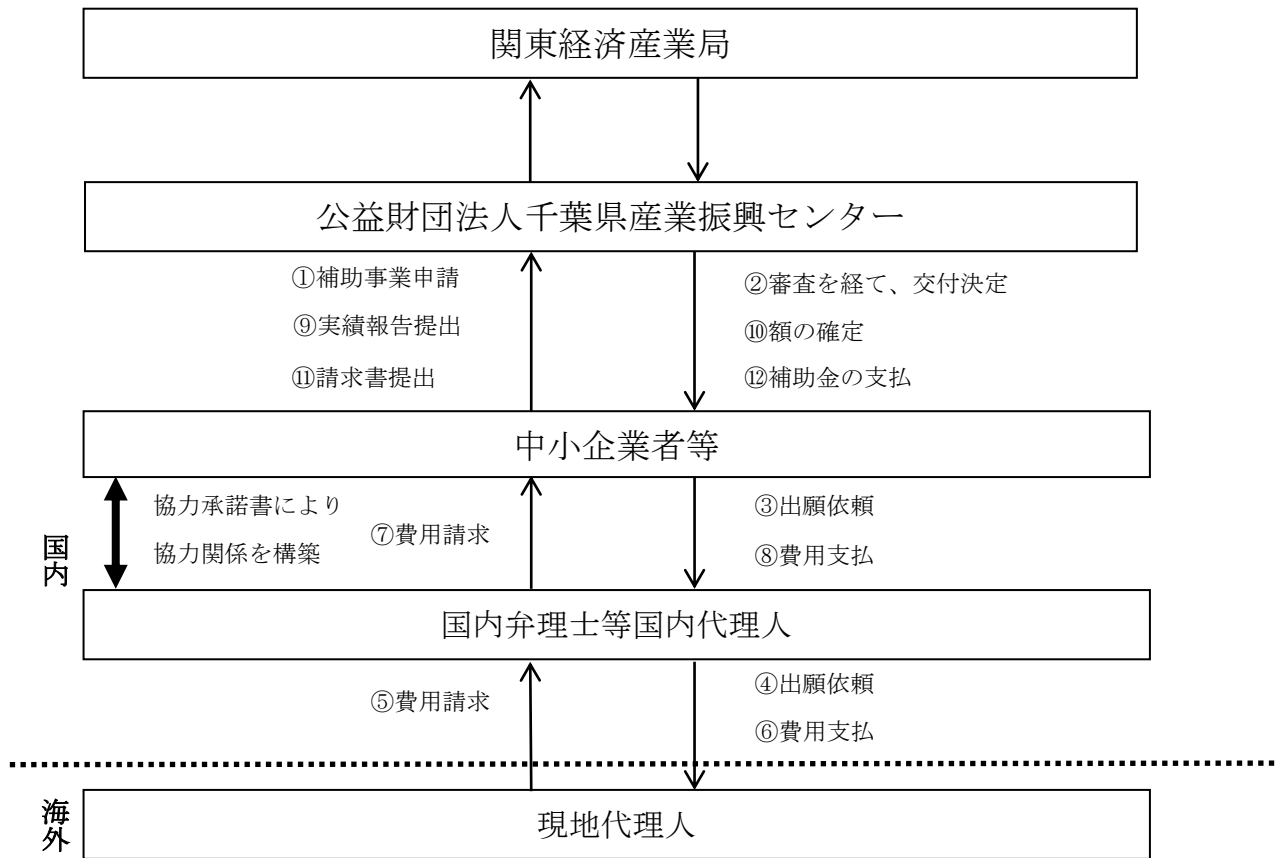 関東経済産業局
公益財団法人千葉県産業振興センター
①補助事業申請
⑨実績報告提出
⑪請求書提出
②審査を経て、交付決定
⑩額の確定
⑫補助金の支払
中小企業者等
国内
協力承諾書により
協力関係を構築
⑦費用請求
③出願依頼
⑧費用支払
国内弁理士等国内代理人
⑤費用請求
④出願依頼
⑥費用支払
海外
現地代理人